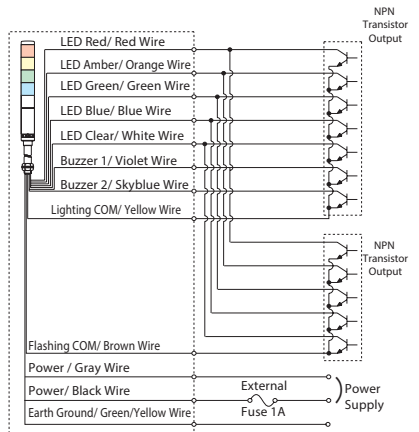 NPN
Transistor
Output
LED Red/ Red Wire
LED Amber/ Orange Wire
LED Green/ Green Wire
LED Blue/ Blue Wire
LED Clear/ White Wire
Buzzer 1/ Violet Wire
Buzzer 2/ Skyblue Wire
Lighting COM/ Yellow Wire
NPN
Transistor
Output
Flashing COM/ Brown Wire
Power / Gray Wire
Power/ Black Wire
External
Fuse 1A
Power
Supply
Earth Ground/ Green/Yellow Wire